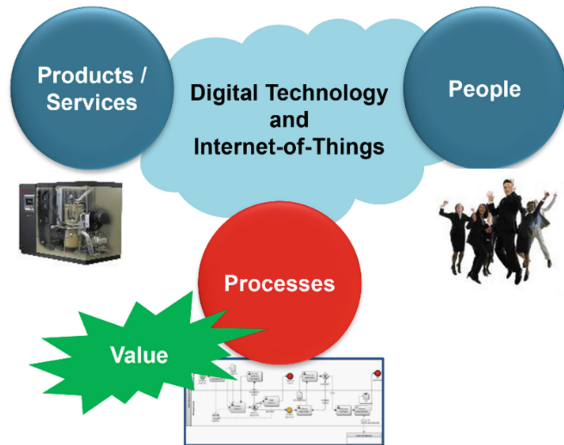 Products /
Services
Digital Technology
and
Internet-of-Things
People
Processes
Value